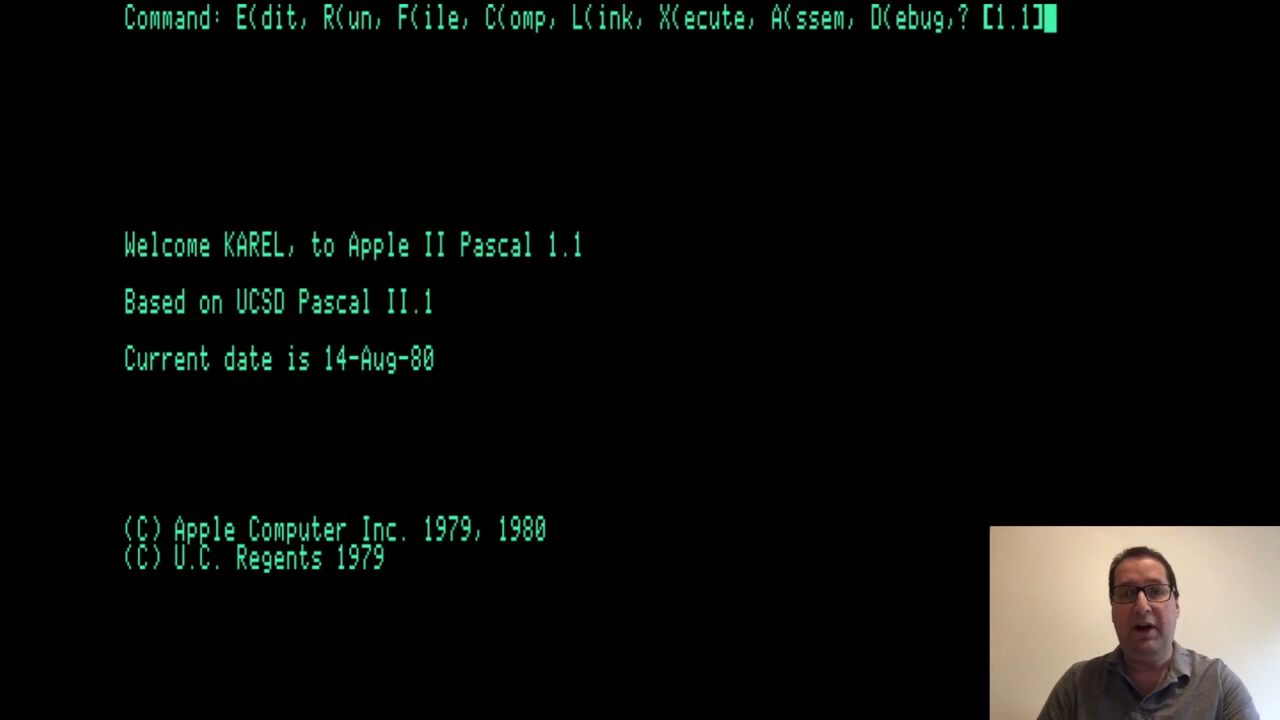 Command: E(dit, R(un, F(ile, C(omp, L(ink, X(ecute, A(ssem, D(ebug,? [1.1]
Welcome KAREL, to Apple II Pascal 1.1
Based on UCSD Pascal II.1
Current date is 14-Aug-80
(C) Apple Computer Inc. 1979, 1980
(C) U.C. Regents 1979